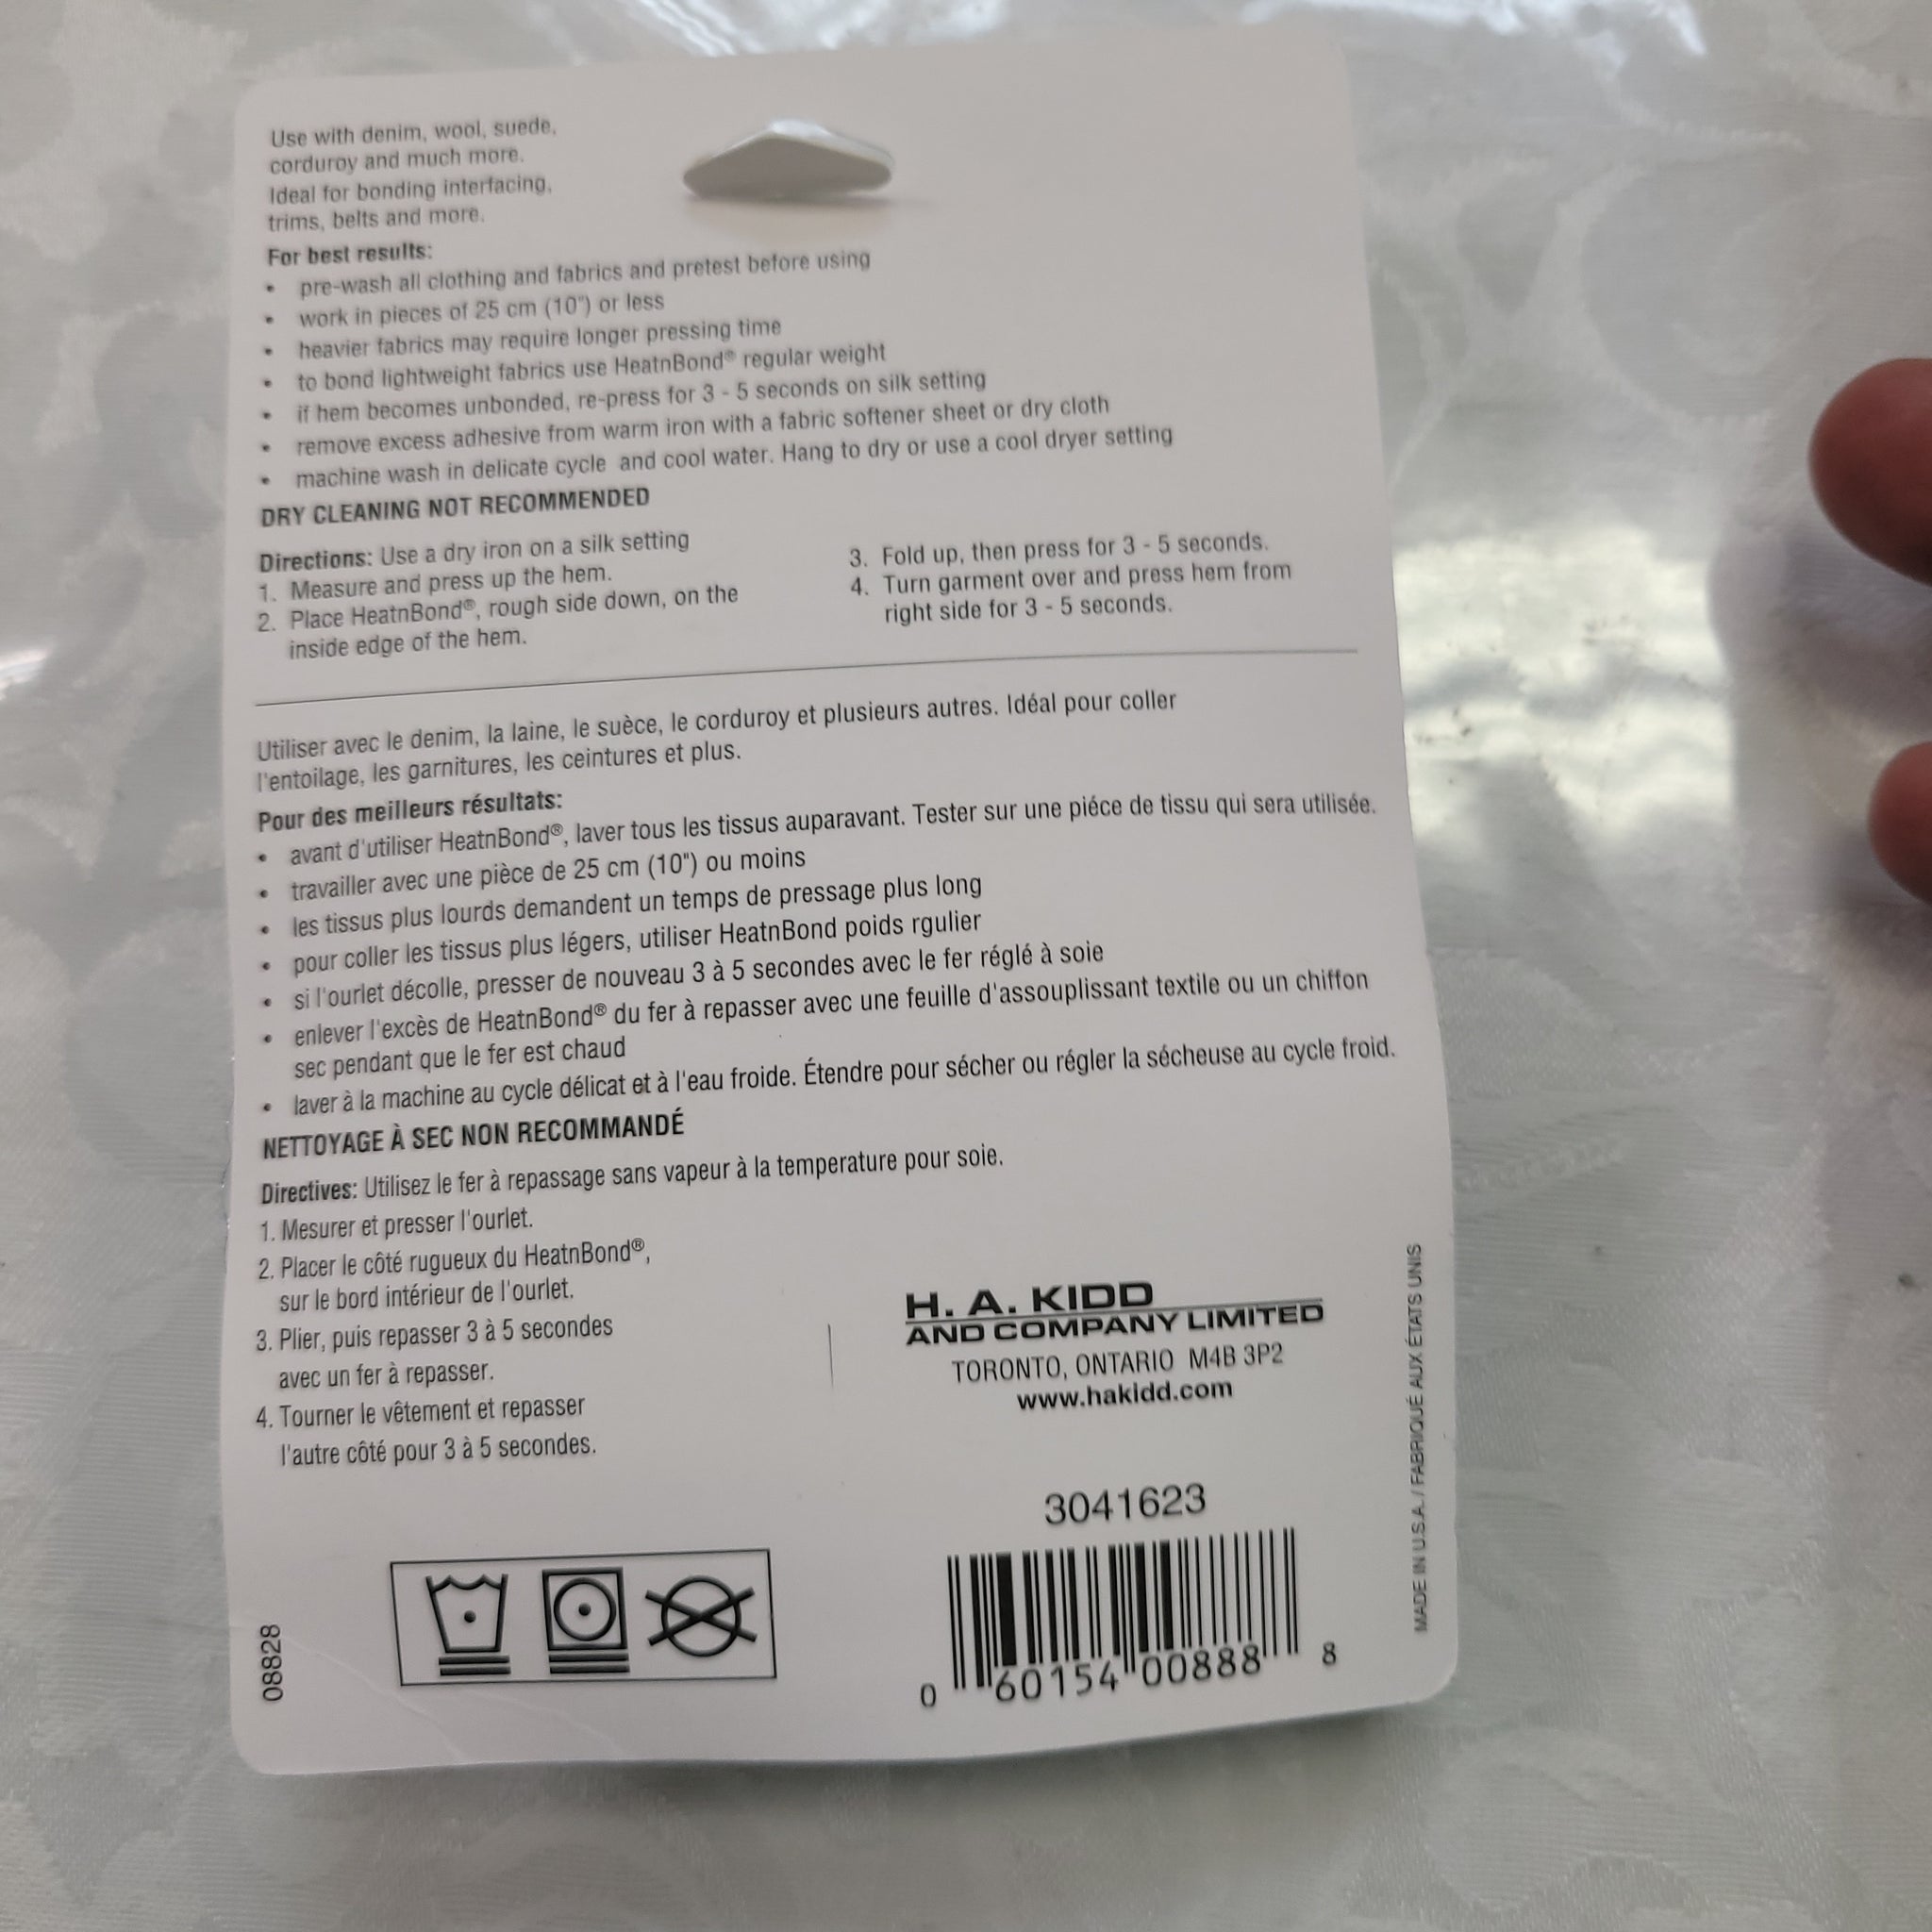 Use with denim, wool, suede,
corduroy and much more.
Ideal for bonding interfacing,
trims, belts and more.
For best results:
• pre-wash all clothing and fabrics and pretest before using
• work in pieces of 25 cm (10") or less
• heavier fabrics may require longer pressing time
• to bond lightweight fabrics use HeatnBond® regular weight
• if hem becomes unbonded, re-press for 3 - 5 seconds on silk setting
• remove excess adhesive from warm iron with a fabric softener sheet or dry cloth
• machine wash in delicate cycle and cool water. Hang to dry or use a cool dryer setting
DRY CLEANING NOT RECOMMENDED
Directions: Use a dry iron on a silk setting
1. Measure and press up the hem.
2. Place HeatnBond®, rough side down, on the
inside edge of the hem.
3. Fold up, then press for 3 - 5 seconds.
4. Turn garment over and press hem from
right side for 3 - 5 seconds.
Utiliser avec le denim, la laine, le suèce, le corduroy et plusieurs autres. Idéal pour coller
l'entoilage, les garnitures, les ceintures et plus.
Pour des meilleurs résultats:
• avant d'utiliser HeatnBond®, laver tous les tissus auparavant. Tester sur une piéce de tissu qui sera utilisée.
• travailler avec une pièce de 25 cm (10") ou moins
• les tissus plus lourds demandent un temps de pressage plus long
• pour coller les tissus plus légers, utiliser HeatnBond poids rgulier
• si l'ourlet décolle, presser de nouveau 3 à 5 secondes avec le fer réglé à soie
• enlever l'excès de HeatnBond® du fer à repasser avec une feuille d'assouplissant textile ou un chiffon
sec pendant que le fer est chaud
• laver à la machine au cycle délicat et à l'eau froide. Étendre pour sécher ou régler la sécheuse au cycle froid.
NETTOYAGE À SEC NON RECOMMANDÉ
Directives: Utilisez le fer à repassage sans vapeur à la temperature pour soie.
1. Mesurer et presser l'ourlet.
2. Placer le côté rugueux du HeatnBond®,
sur le bord intérieur de l'ourlet.
3. Plier, puis repasser 3 à 5 secondes
avec un fer à repasser.
4. Tourner le vêtement et repasser
l'autre côté pour 3 à 5 secondes.
H. A. KIDD
AND COMPANY LIMITED
TORONTO, ONTARIO M4B 3P2
www.hakidd.com
3041623
0 60154 00888 8
08828
MADE IN U.S.A. / FABRIQUÉ AUX ÉTATS UNIS